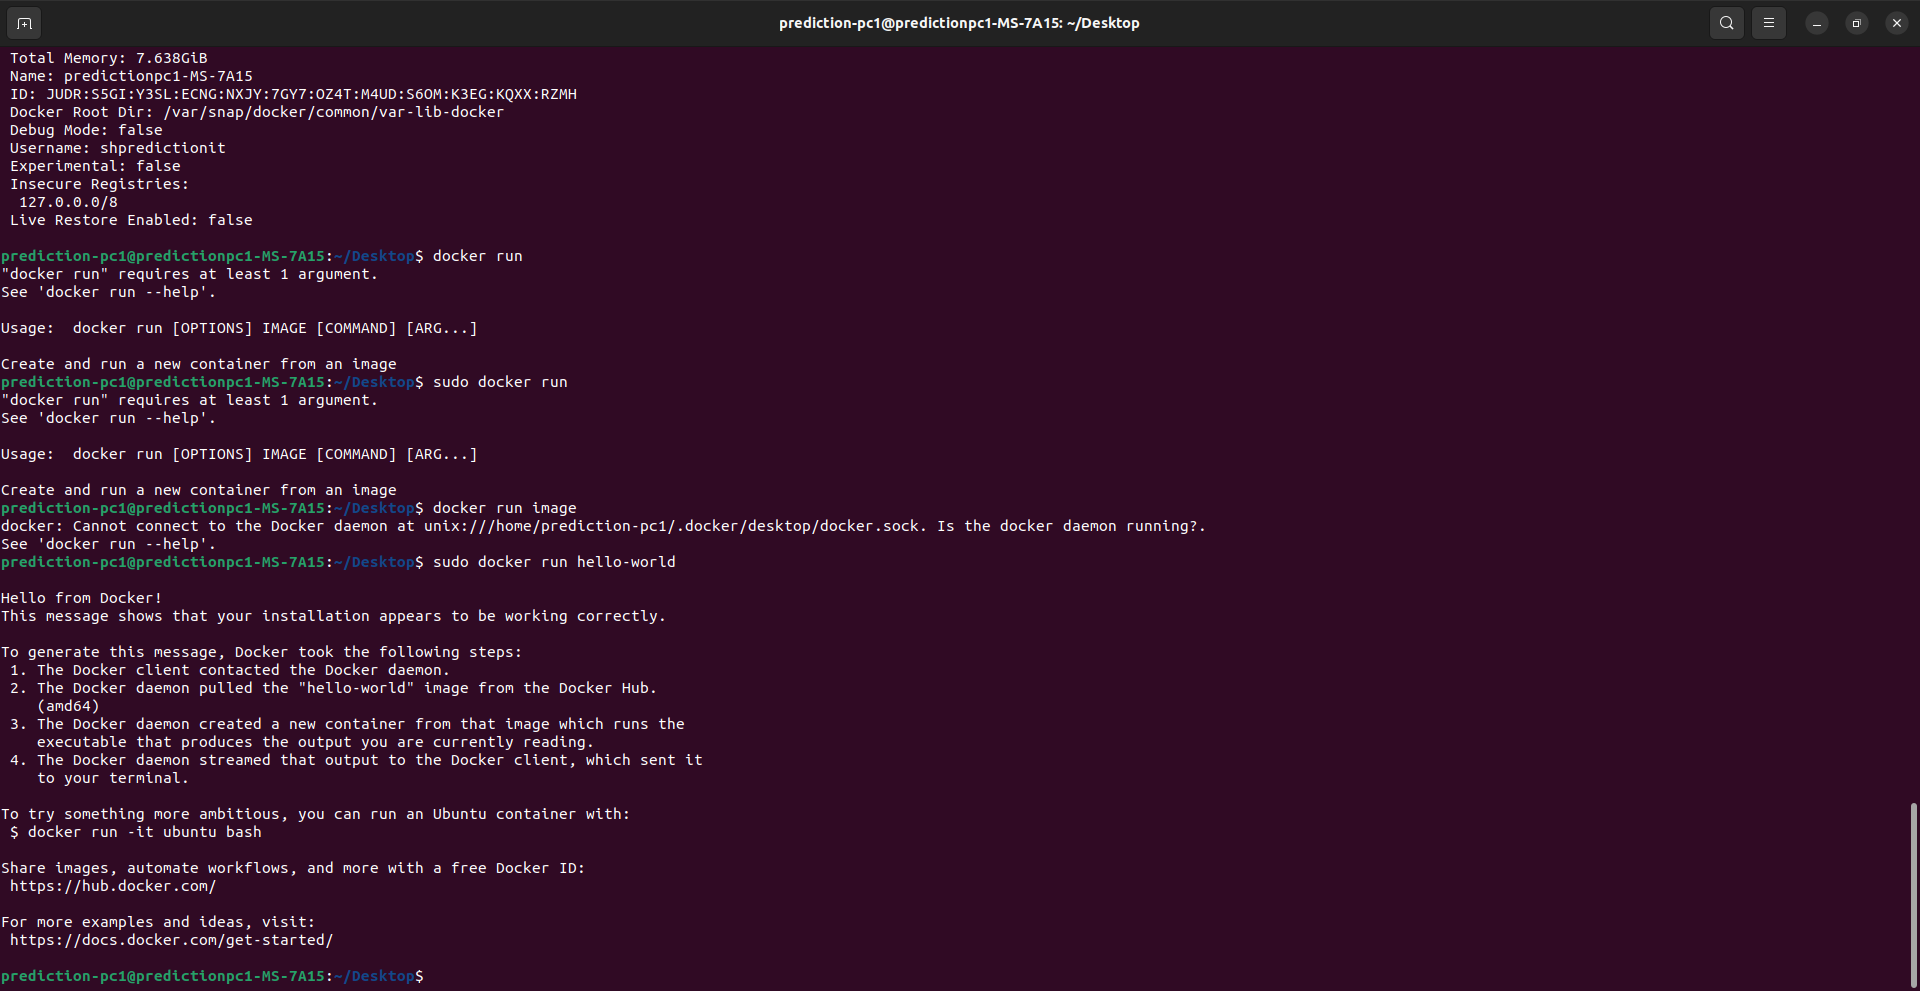 prediction-pc1@predictionpc1-MS-7A15: ~/Desktop
Total Memory: 7.638GiB
Name: predictionpc1-MS-7A15
ID: JUDR:S5GI:Y3SL:ECNG:NXJY:7GY7:OZ4T:M4UD:S6OM:K3EG:KQXX:RZMH
Docker Root Dir: /var/snap/docker/common/var-lib-docker
Debug Mode: false
Username: shpredictionit
Experimental: false
Insecure Registries:
127.0.0.0/8
Live Restore Enabled: false
prediction-pc1@predictionpc1-MS-7A15:~/Desktop$ docker run
"docker run" requires at least 1 argument.
See 'docker run --help'.
Usage:  docker run [OPTIONS] IMAGE [COMMAND] [ARG...]
Create and run a new container from an image
prediction-pc1@predictionpc1-MS-7A15:~/Desktop$ sudo docker run
"docker run" requires at least 1 argument.
See 'docker run --help'.
Usage:  docker run [OPTIONS] IMAGE [COMMAND] [ARG...]
Create and run a new container from an image
prediction-pc1@predictionpc1-MS-7A15:~/Desktop$ docker run image
docker: Cannot connect to the Docker daemon at unix:///home/prediction-pc1/.docker/desktop/docker.sock. Is the docker daemon running?.
See 'docker run --help'.
prediction-pc1@predictionpc1-MS-7A15:~/Desktop$ sudo docker run hello-world
Hello from Docker!
This message shows that your installation appears to be working correctly.
To generate this message, Docker took the following steps:
1. The Docker client contacted the Docker daemon.
2. The Docker daemon pulled the "hello-world" image from the Docker Hub.
(amd64)
3. The Docker daemon created a new container from that image which runs the
executable that produces the output you are currently reading.
4. The Docker daemon streamed that output to the Docker client, which sent it
to your terminal.
To try something more ambitious, you can run an Ubuntu container with:
$ docker run -it ubuntu bash
Share images, automate workflows, and more with a free Docker ID:
https://hub.docker.com/
For more examples and ideas, visit:
https://docs.docker.com/get-started/
prediction-pc1@predictionpc1-MS-7A15:~/Desktop$